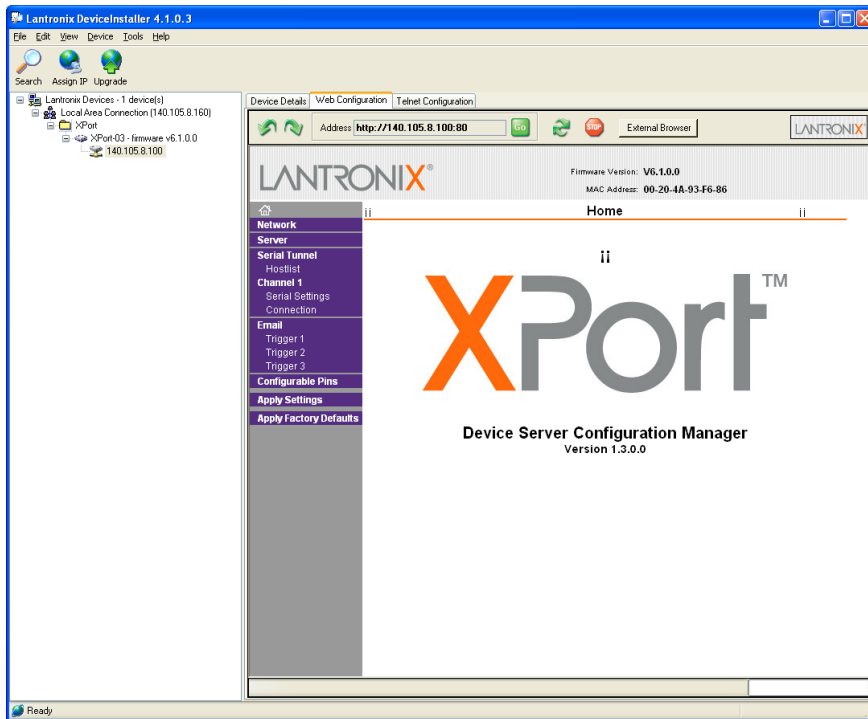 Lantronix DeviceInstaller 4.1.0.3
File Edit View Device Tools Help
Search Assign IP Upgrade
Lantronix Devices - 1 device(s)
Local Area Connection (140.105.8.160)
XPort
XPort-03 - firmware v6.1.0.0
140.105.8.100
Device Details Web Configuration Telnet Configuration
Address http://140.105.8.100:80 Go STOP External Browser LANTRONIX
LANTRONIX®
Firmware Version: V6.1.0.0
MAC Address: 00-20-4A-93-F6-86
¡¡ Home ¡¡
Network
Server
Serial Tunnel
Hostlist
Channel 1
Serial Settings
Connection
Email
Trigger 1
Trigger 2
Trigger 3
Configurable Pins
Apply Settings
Apply Factory Defaults
¡¡
XPort™
Device Server Configuration Manager
Version 1.3.0.0
Ready